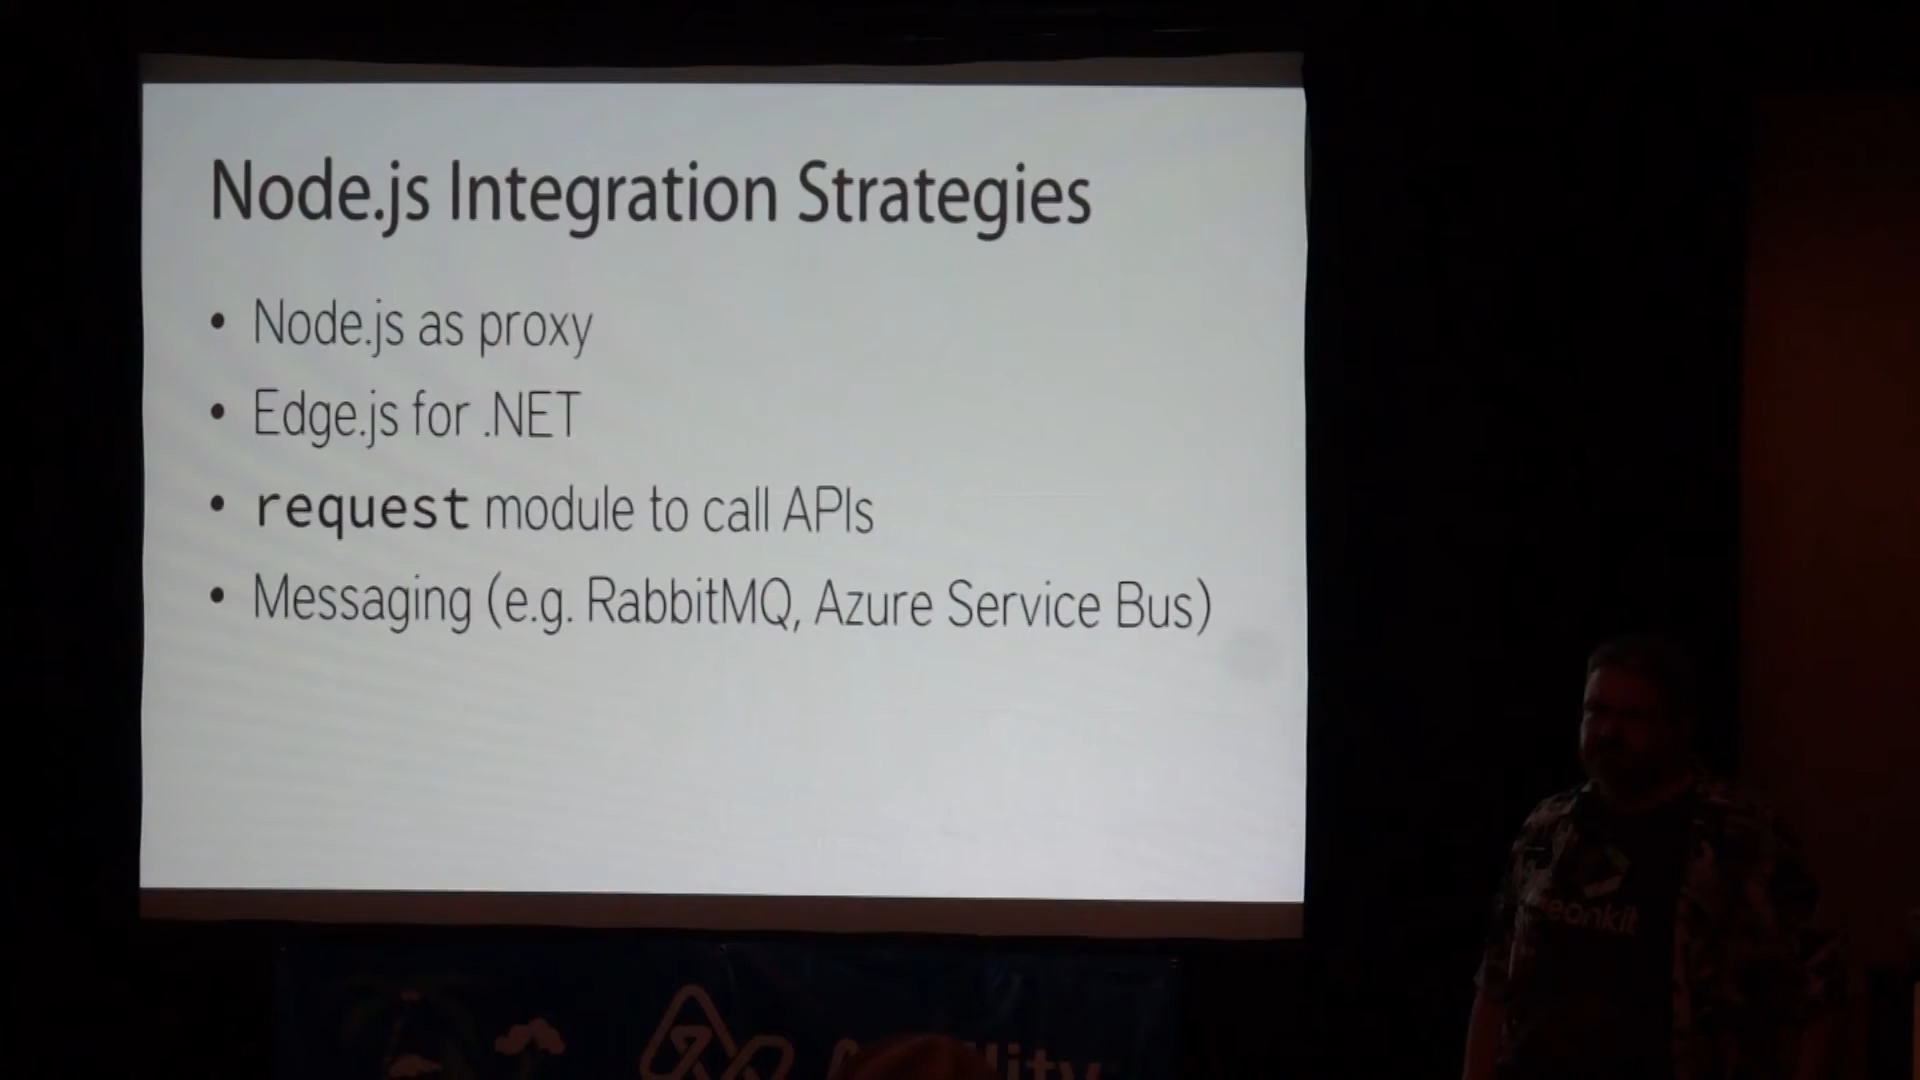 Node.js Integration Strategies
• Node.js as proxy
• Edge.js for .NET
• request module to call APIs
• Messaging (e.g. RabbitMQ, Azure Service Bus)